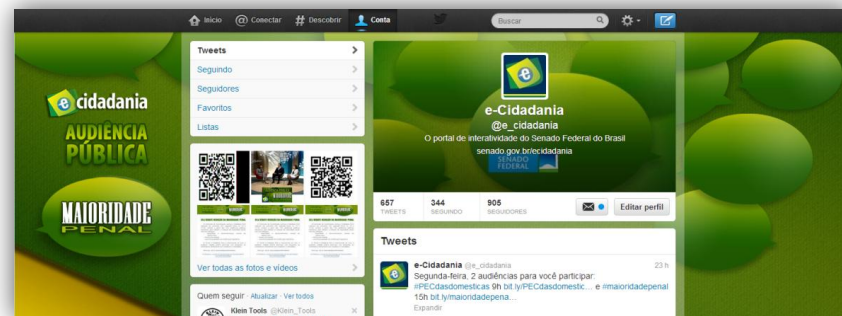 Início @ Conectar # Descobrir Conta Buscar
e cidadania
AUDIÊNCIA
PÚBLICA
MAIORIDADE
PENAL
Tweets
Seguindo
Seguidores
Favoritos
Listas
Ver todas as fotos e vídeos
Quem seguir · Atualizar · Ver todos
Klein Tools @Klein_Tools
e
e-Cidadania
@e_cidadania
O portal de interatividade do Senado Federal do Brasil
senado.gov.br/ecidadania
SENADO
FEDERAL
657 344 905
TWEETS SEGUINDO SEGUIDORES
Editar perfil
Tweets
e-Cidadania @e_cidadania 23 h
Segunda-feira, 2 audiências para você participar:
#PECdasdomesticas 9h bit.ly/PECdasdomestic... e #maioridadepenal
15h bit.ly/maioridadepena...
Expandir